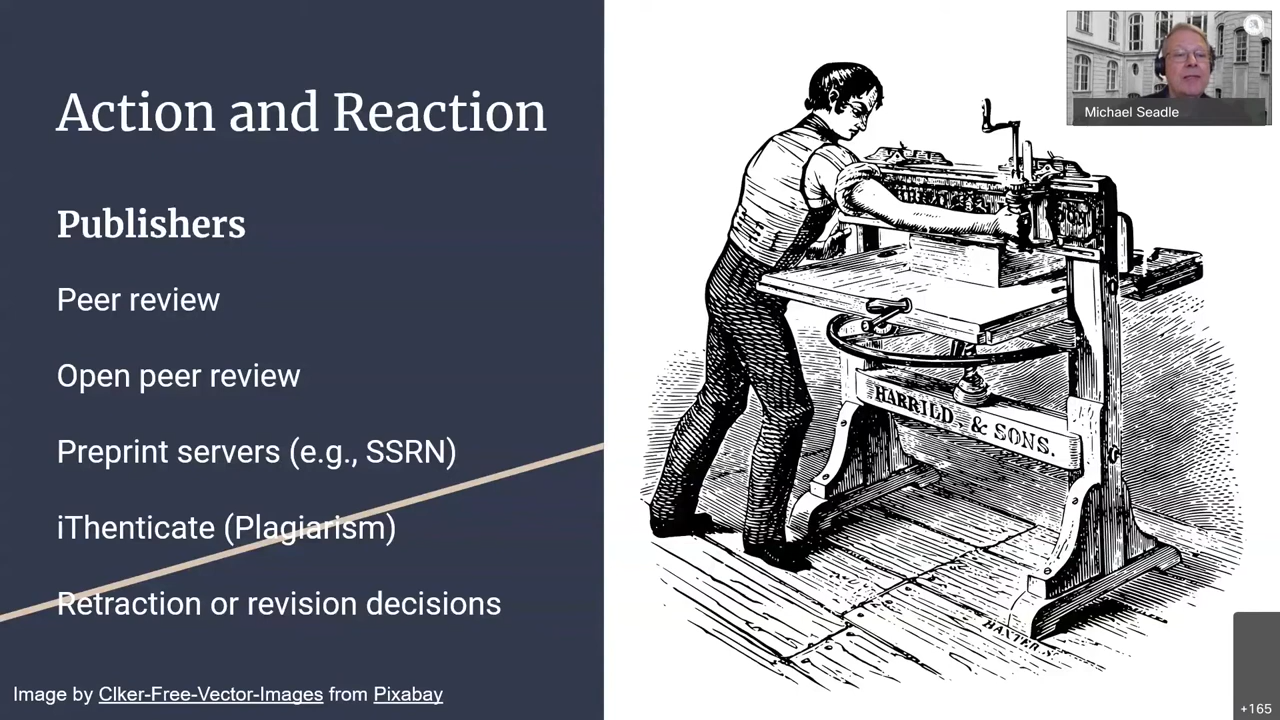 Action and Reaction
Publishers
Peer review
Open peer review
Preprint servers (e.g., SSRN)
iThenticate (Plagiarism)
Retraction or revision decisions
Image by Clker-Free-Vector-Images from Pixabay
HARRILD & SONS.
Michael Seadle
+165